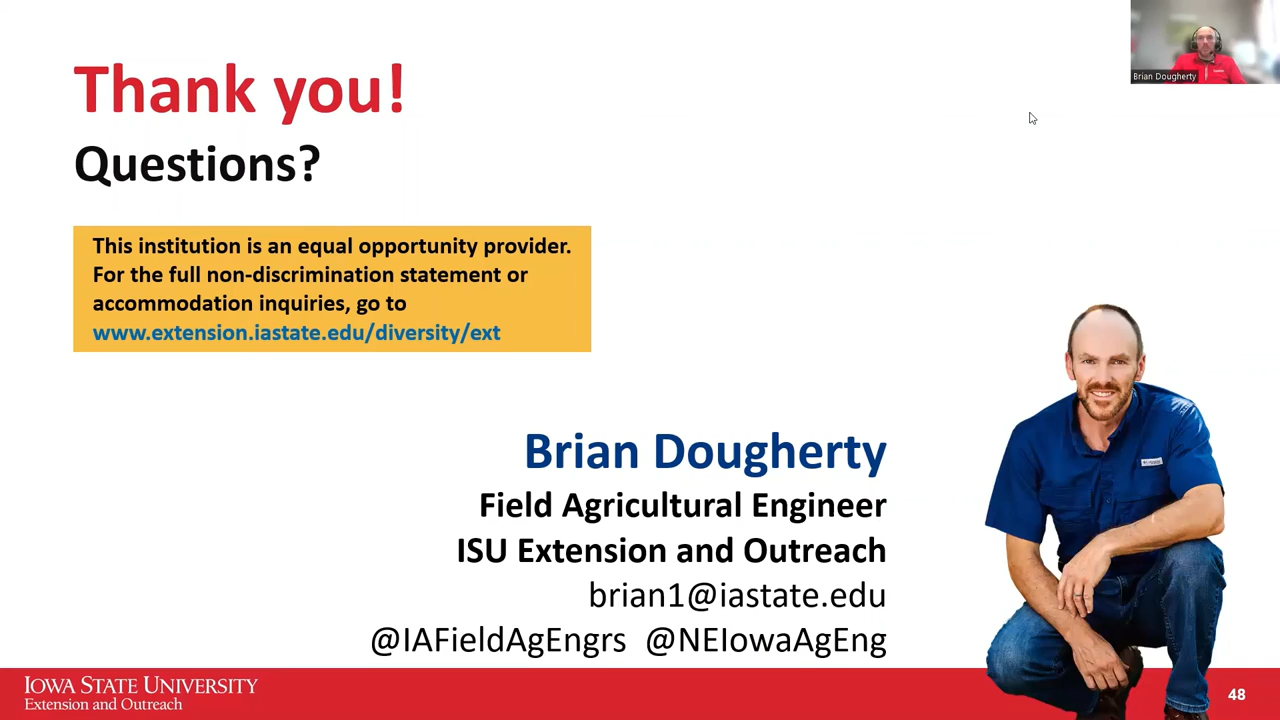 Brian Dougherty
Thank you!
Questions?
This institution is an equal opportunity provider.
For the full non-discrimination statement or
accommodation inquiries, go to
www.extension.iastate.edu/diversity/ext
Brian Dougherty
Field Agricultural Engineer
ISU Extension and Outreach
brian1@iastate.edu
@IAFieldAgEngrs @NEIowaAgEng
IOWA STATE UNIVERSITY
Extension and Outreach
48